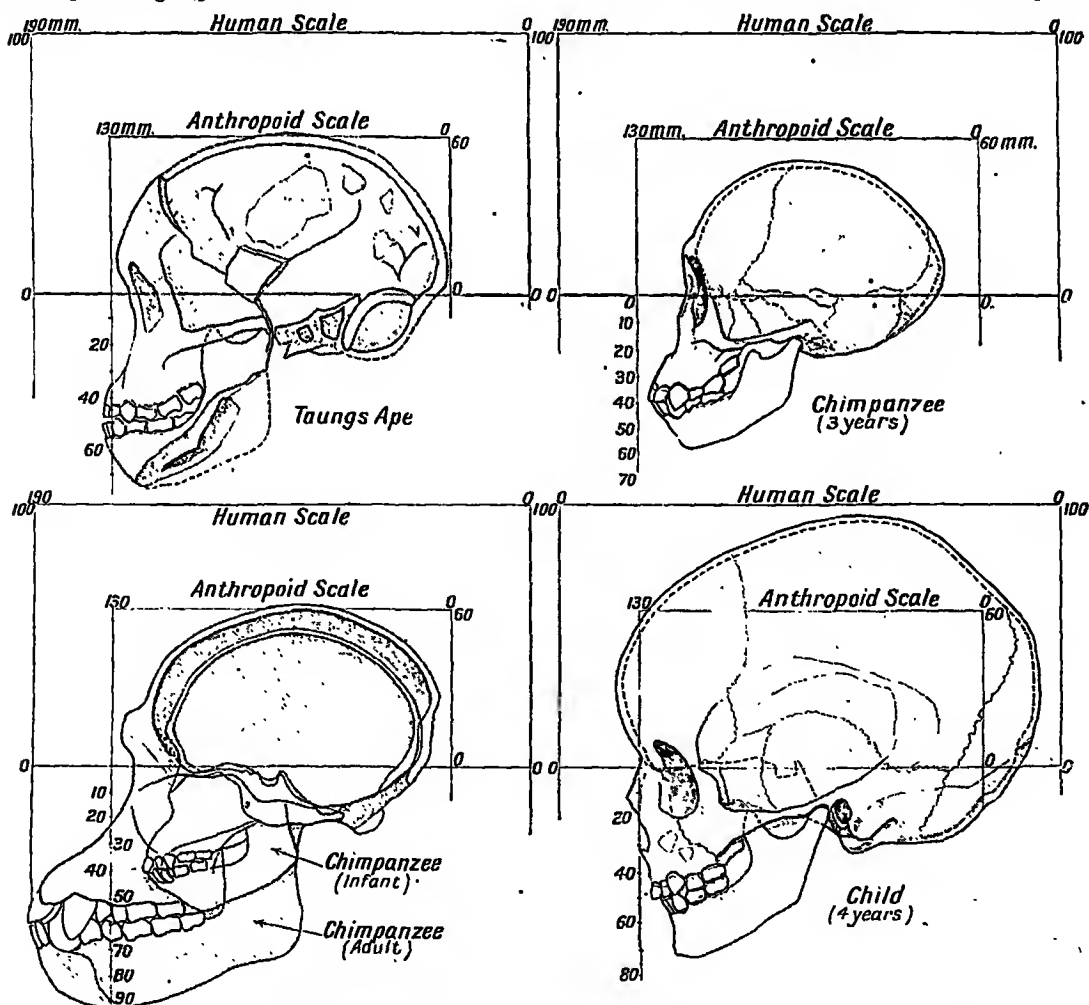 190mm. Human Scale 0
100 100
Anthropoid Scale
130mm. 0
60
0 0 0
20
40
60
Taungs Ape
190mm. Human Scale 0
100
Anthropoid Scale
130mm. 0
60 mm.
0 0 0. 0
10
20
30
40
50
60
70
Chimpanzee
(3 years)
190 0
100 Human Scale
Anthropoid Scale
150 0
60
0 0 0
10
20
30
40
50
70
80
90
Chimpanzee
(Infant)
Chimpanzee
(Adult)
0 Human Scale 0
100 100
Anthropoid Scale
130 0
60
0 0 0
20
40
60
80
Child
(4 years)